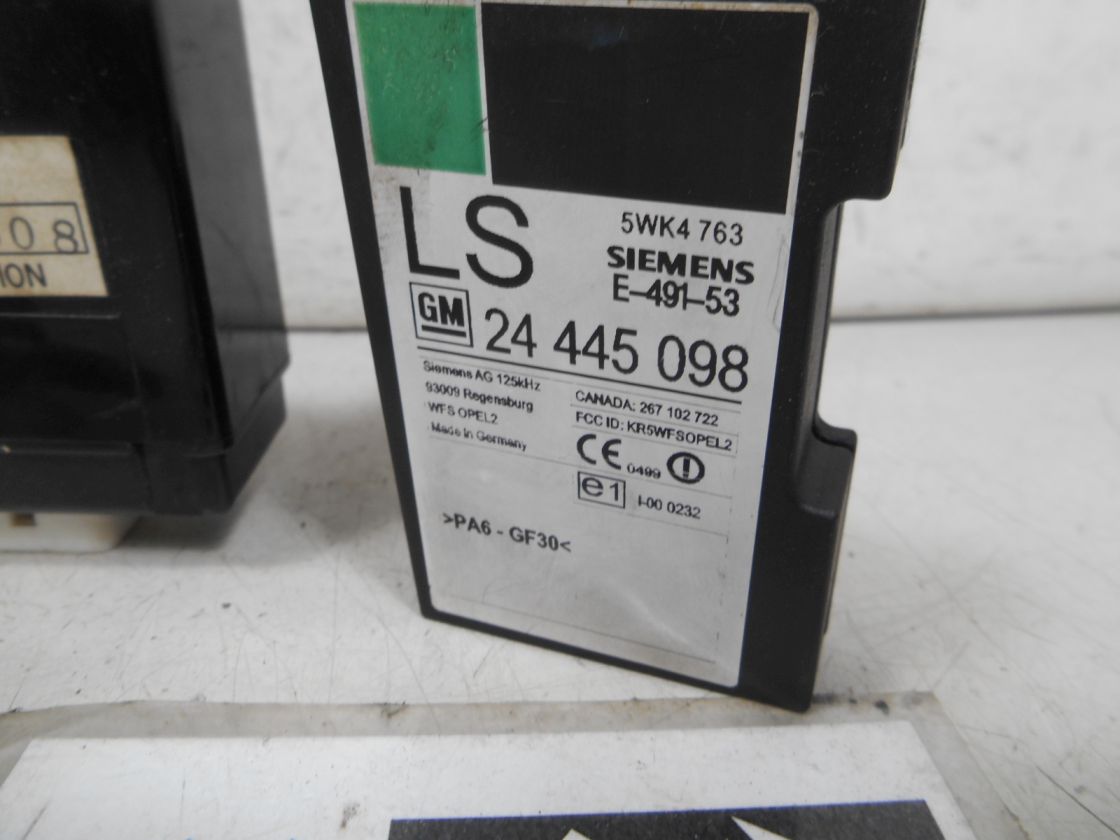 08
ION
LS
5WK4 763
SIEMENS
E-491-53
GM 24 445 098
Siemens AG 125kHz
93009 Regensburg
WFS OPEL2
Made in Germany
CANADA: 267 102 722
FCC ID: KR5WFSOPEL2
CE 0499
e1 I-00 0232
>PA6 - GF30<